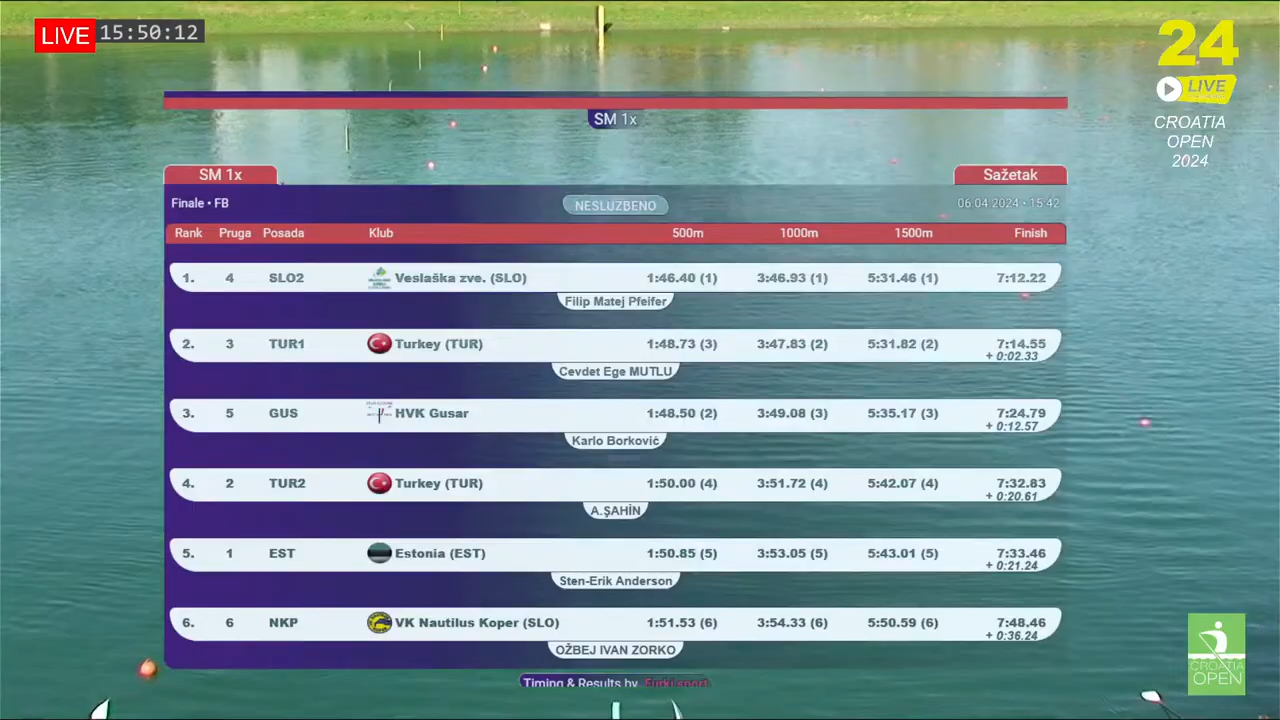 LIVE 15:50:12
24
LIVE
CROATIA
OPEN
2024
SM 1x
SM 1x
Sažetak
Finale • FB
NESLUZBENO
06.04.2024 • 15:42
Rank Pruga Posada Klub 500m 1000m 1500m Finish
1. 4 SLO2 Veslaška zve. (SLO) 1:46.40 (1) 3:46.93 (1) 5:31.46 (1) 7:12.22
Filip Matej Pfeifer
2. 3 TUR1 Turkey (TUR) 1:48.73 (3) 3:47.83 (2) 5:31.82 (2) 7:14.55
+ 0:02.33
Cevdet Ege MUTLU
3. 5 GUS HVK Gusar 1:48.50 (2) 3:49.08 (3) 5:35.17 (3) 7:24.79
+ 0:12.57
Karlo Borković
4. 2 TUR2 Turkey (TUR) 1:50.00 (4) 3:51.72 (4) 5:42.07 (4) 7:32.83
+ 0:20.61
A.ŞAHİN
5. 1 EST Estonia (EST) 1:50.85 (5) 3:53.05 (5) 5:43.01 (5) 7:33.46
+ 0:21.24
Sten-Erik Anderson
6. 6 NKP VK Nautilus Koper (SLO) 1:51.53 (6) 3:54.33 (6) 5:50.59 (6) 7:48.46
+ 0:36.24
OŽBEJ IVAN ZORKO
Timing & Results by
CROATIA
OPEN